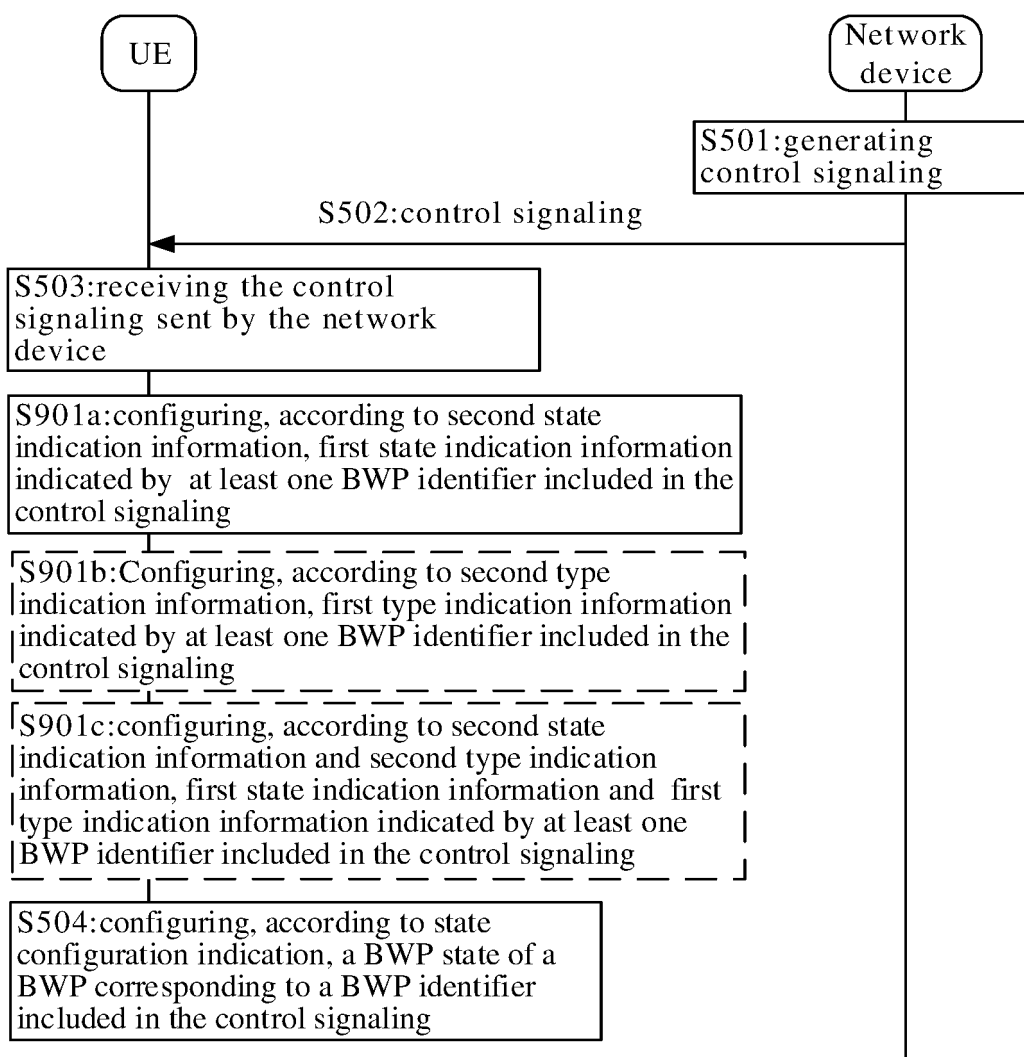 UE
Network
device
S501:generating
control signaling
S502:control signaling
S503:receiving the control
signaling sent by the network
device
S901a:configuring, according to second state
indication information, first state indication information
indicated by at least one BWP identifier included in the
control signaling
S901b:Configuring, according to second type
indication information, first type indication information
indicated by at least one BWP identifier included in the
control signaling
S901c:configuring, according to second state
indication information and second type indication
information, first state indication information and first
type indication information indicated by at least one
BWP identifier included in the control signaling
S504:configuring, according to state
configuration indication, a BWP state of a
BWP corresponding to a BWP identifier
included in the control signaling